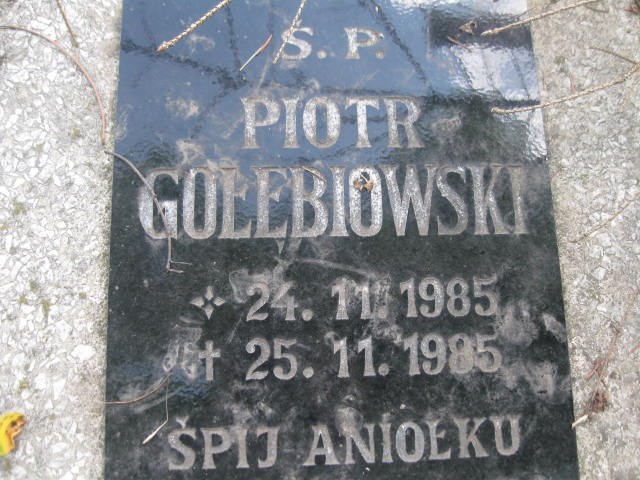 Ś. P.
PIOTR
GOŁĘBIOWSKI
24. 11. 1985
✝ 25. 11. 1985
ŚPIJ ANIOŁKU